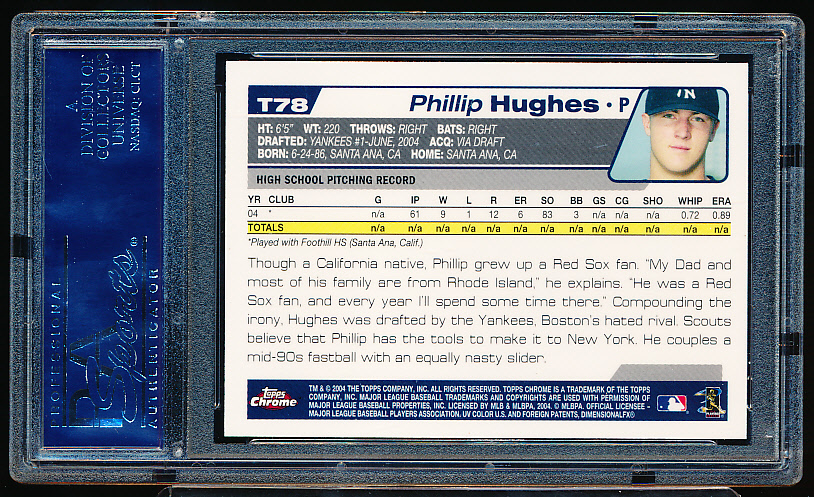 A
DIVISION OF
COLLECTORS
UNIVERSE
NASDAQ: CLCT
PROFESSIONAL
PSA
Sports®
AUTHENTICATOR
T78
Phillip Hughes • P
NY
HT: 6'5" WT: 220 THROWS: RIGHT BATS: RIGHT
DRAFTED: YANKEES #1-JUNE, 2004 ACQ: VIA DRAFT
BORN: 6-24-86, SANTA ANA, CA HOME: SANTA ANA, CA
HIGH SCHOOL PITCHING RECORD
YR CLUB G IP W L R ER SO BB GS CG SHO WHIP ERA
04 * n/a 61 9 1 12 6 83 3 n/a n/a n/a 0.72 0.89
TOTALS n/a n/a n/a n/a n/a n/a n/a n/a n/a n/a n/a n/a n/a
*Played with Foothill HS (Santa Ana, Calif.)
Though a California native, Phillip grew up a Red Sox fan. "My Dad and
most of his family are from Rhode Island," he explains. "He was a Red
Sox fan, and every year I'll spend some time there." Compounding the
irony, Hughes was drafted by the Yankees, Boston's hated rival. Scouts
believe that Phillip has the tools to make it to New York. He couples a
mid-90s fastball with an equally nasty slider.
Topps
Chrome
TM & © 2004 THE TOPPS COMPANY, INC. ALL RIGHTS RESERVED. TOPPS CHROME IS A TRADEMARK OF THE TOPPS
COMPANY, INC. MAJOR LEAGUE BASEBALL TRADEMARKS AND COPYRIGHTS ARE USED WITH PERMISSION OF
MAJOR LEAGUE BASEBALL PROPERTIES, INC. LICENSED BY MLB & MLBPA, 2004. © MLBPA. OFFICIAL LICENSEE -
MAJOR LEAGUE BASEBALL PLAYERS ASSOCIATION. UV COLOR U.S. AND FOREIGN PATENTS, DIMENSIONALFX®